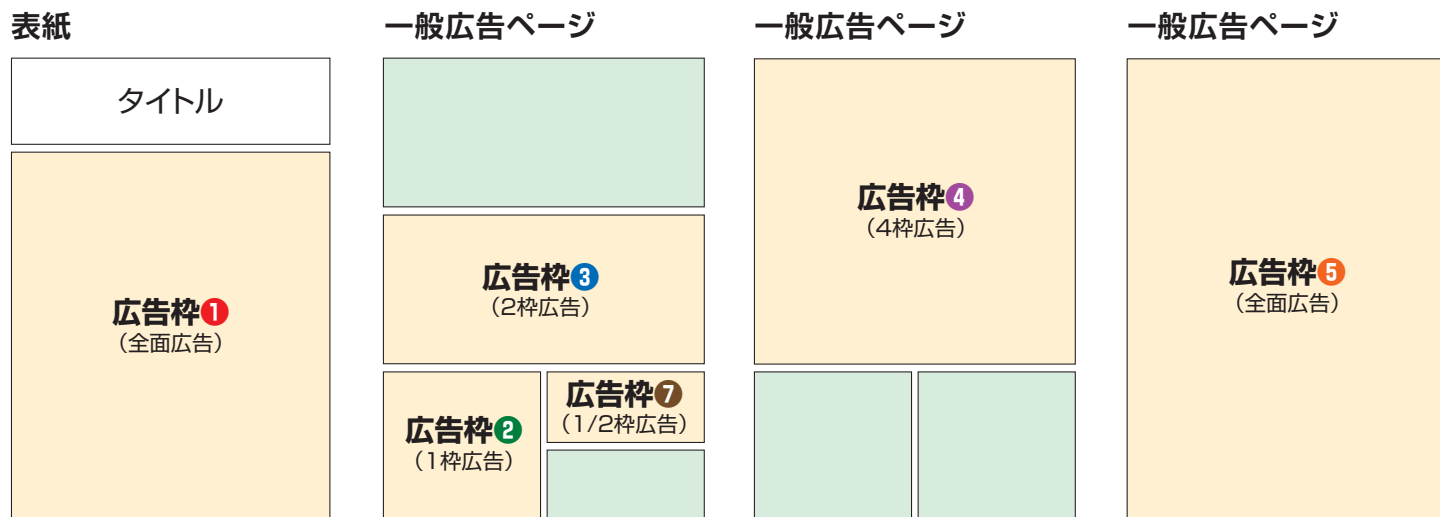 表紙
タイトル
広告枠❶
(全面広告)
一般広告ページ
広告枠❸
(2枠広告)
広告枠❷
(1枠広告)
広告枠❼
(1/2枠広告)
一般広告ページ
広告枠❹
(4枠広告)
一般広告ページ
広告枠❺
(全面広告)